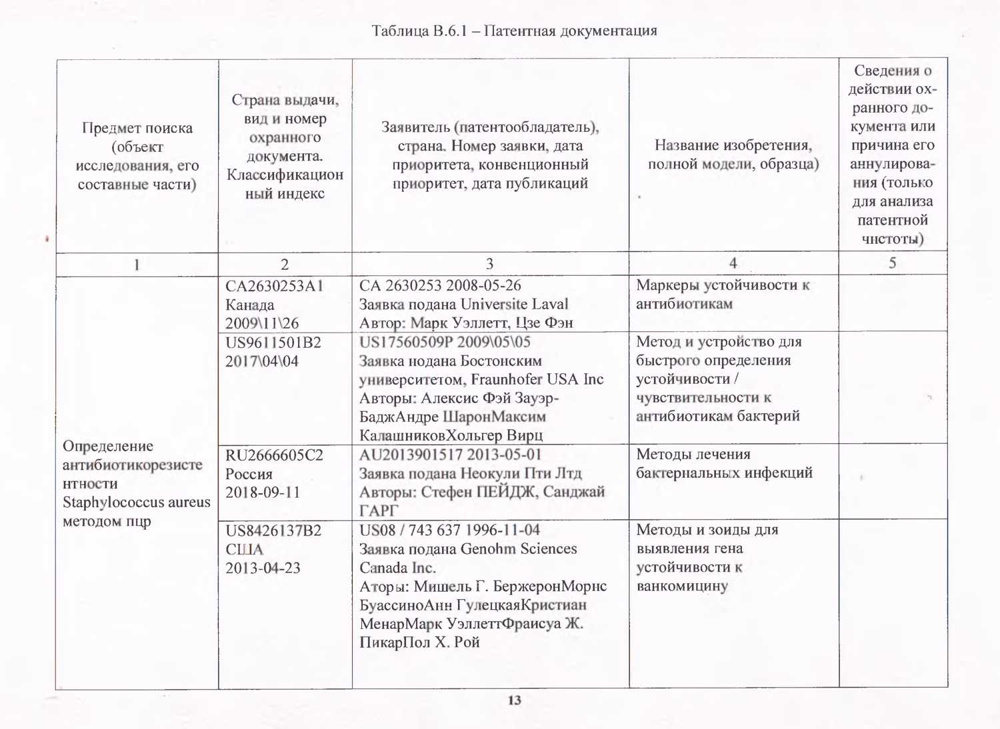 Таблица В.6.1 – Патентная документация
Предмет поиска
(объект
исследования, его
составные части)
Страна выдачи,
вид и номер
охранного
документа.
Классификацион
ный индекс
Заявитель (патентообладатель),
страна. Номер заявки, дата
приоритета, конвенционный
приоритет, дата публикаций
Название изобретения,
полной модели, образца)
Сведения о
действии ох-
ранного до-
кумента или
причина его
аннулирова-
ния (только
для анализа
патентной
чистоты)
1
2
3
4
5
Определение
антибиотикорезисте
нтности
Staphylococcus aureus
методом пцр
CA2630253A1
Канада
2009\11\26
CA 2630253 2008-05-26
Заявка подана Universite Laval
Автор: Марк Уэллетт, Цзе Фэн
Маркеры устойчивости к
антибиотикам
US9611501B2
2017\04\04
US17560509P 2009\05\05
Заявка подана Бостонским
университетом, Fraunhofer USA Inc
Авторы: Алексис Фэй Зауэр-
БаджАндре ШаронМаксим
КалашниковХольгер Вирц
Метод и устройство для
быстрого определения
устойчивости /
чувствительности к
антибиотикам бактерий
RU2666605C2
Россия
2018-09-11
AU2013901517 2013-05-01
Заявка подана Неокули Пти Лтд
Авторы: Стефен ПЕЙДЖ, Санджай
ГАРГ
Методы лечения
бактериальных инфекций
US8426137B2
США
2013-04-23
US08 / 743 637 1996-11-04
Заявка подана Genohm Sciences
Canada Inc.
Аторы: Мишель Г. БержеронМорис
БуассиноАнн ГулецкаяКристиан
МенарМарк УэллеттФраисуа Ж.
ПикарПол Х. Рой
Методы и зонды для
выявления гена
устойчивости к
ванкомицину
13